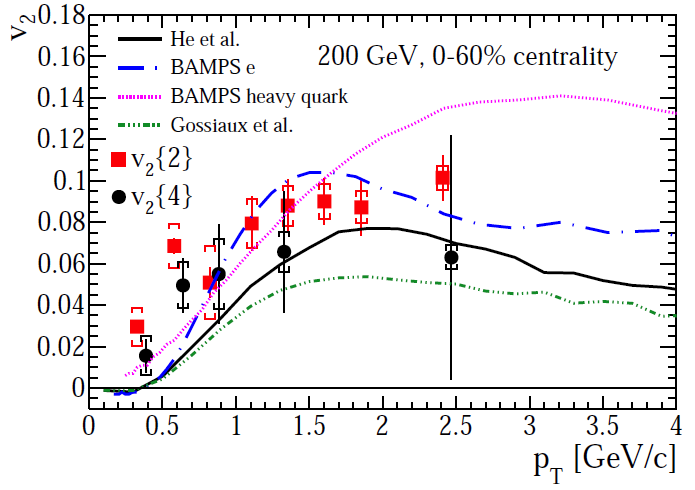 v₂
0.18
0.16
0.14
0.12
0.1
0.08
0.06
0.04
0.02
0
He et al.
BAMPS e
BAMPS heavy quark
Gossiaux et al.
v₂{2}
v₂{4}
200 GeV, 0-60% centrality
0 0.5 1 1.5 2 2.5 3 3.5 4
p_T [GeV/c]